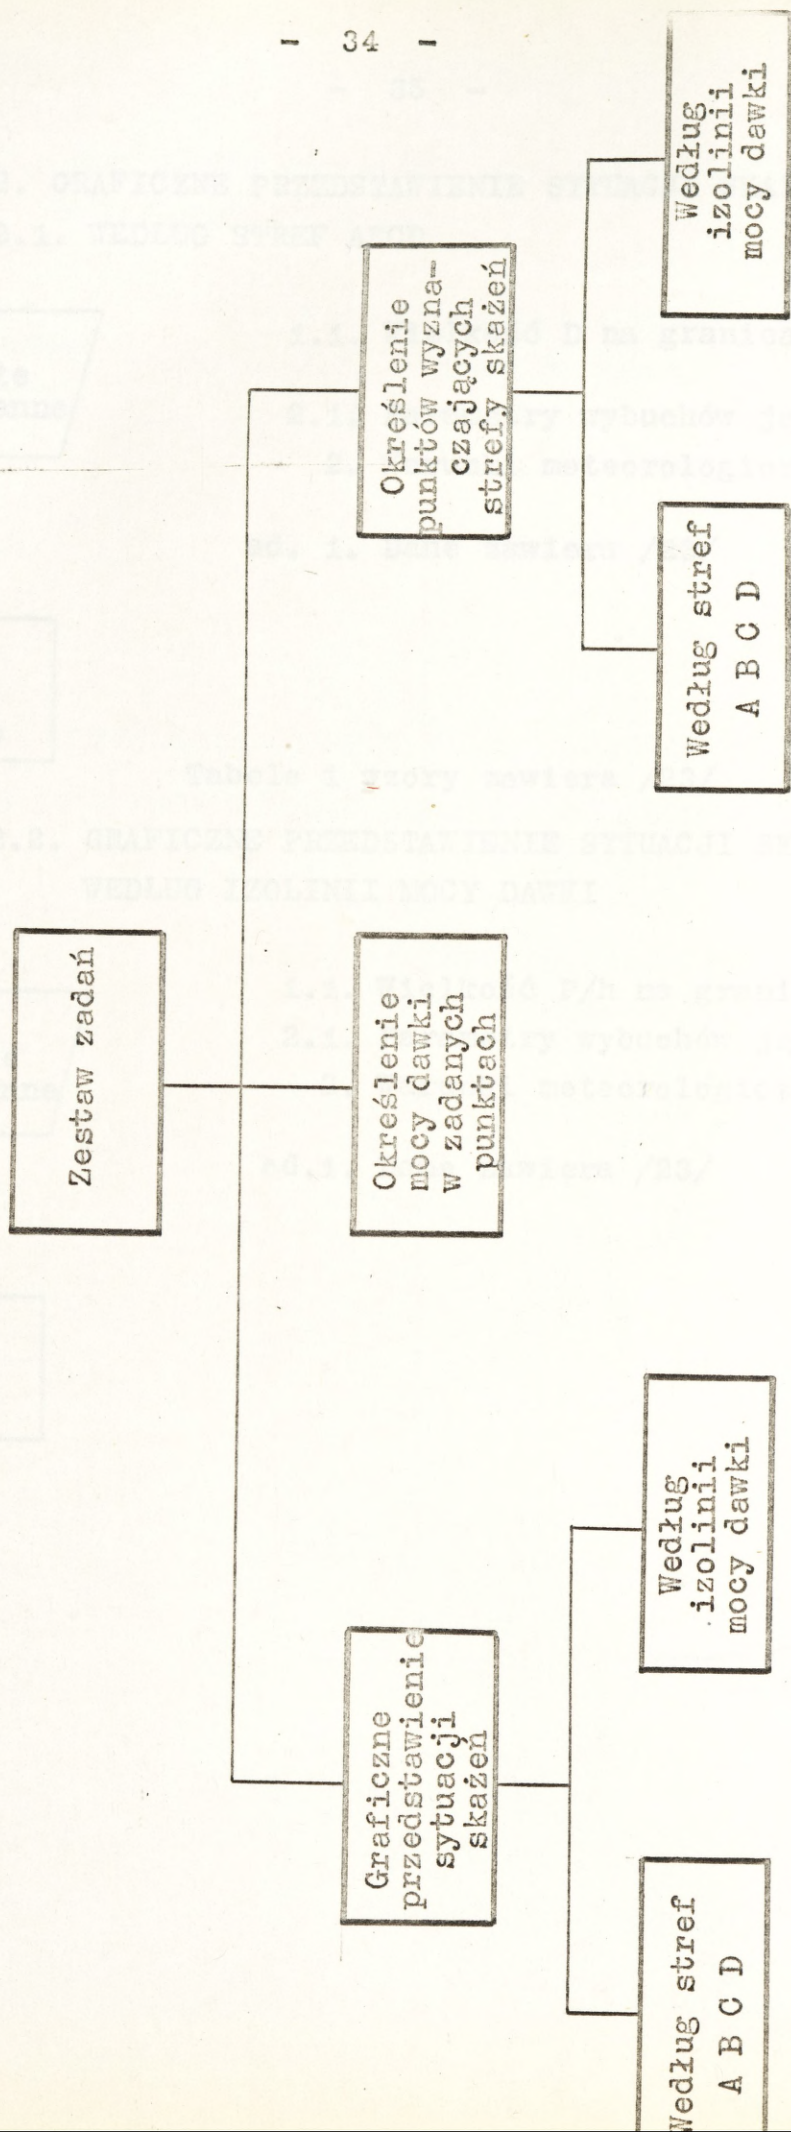 - 34 -
Zestaw zadań
Graficzne
przedstawienie
sytuacji
skażeń
Określenie
mocy dawki
w zadanych
punktach
Określenie
punktów wyzna-
czających
strefy skażeń
Według stref
A B C D
Według
izolinii
mocy dawki
Według stref
A B C D
Według
izolinii
mocy dawki